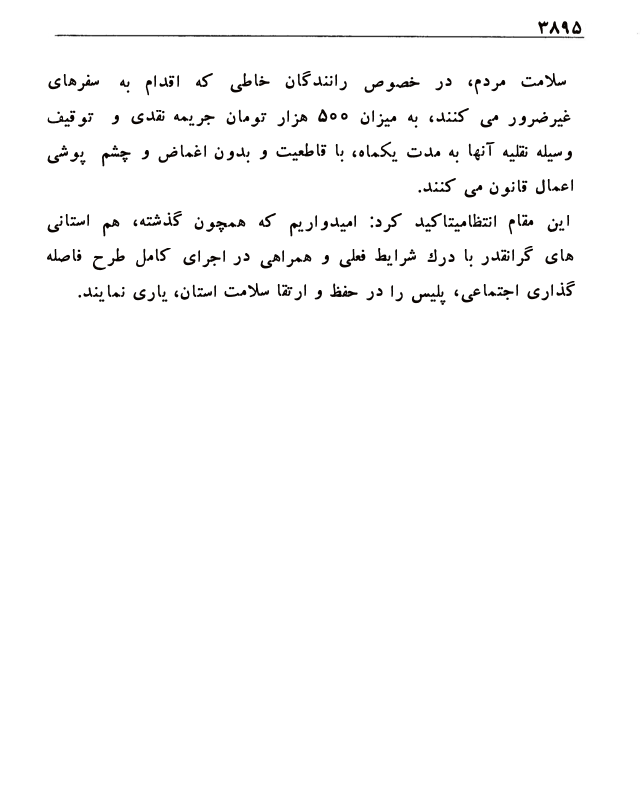 ۳۸۹۵
سلامت مردم، در خصوص رانندگان خاطی که اقدام به سفرهای
غیرضرور می کنند، به میزان ۵۰۰ هزار تومان جریمه نقدی و توقیف
وسیله نقلیه آنها به مدت یکماه، با قاطعیت و بدون اغماض و چشم پوشی
اعمال قانون می کنند.
این مقام انتظامیتاکید کرد: امیدواریم که همچون گذشته، هم استانی
های گرانقدر با درك شرایط فعلی و همراهی در اجرای کامل طرح فاصله
گذاری اجتماعی، پلیس را در حفظ و ارتقا سلامت استان، یاری نمایند.